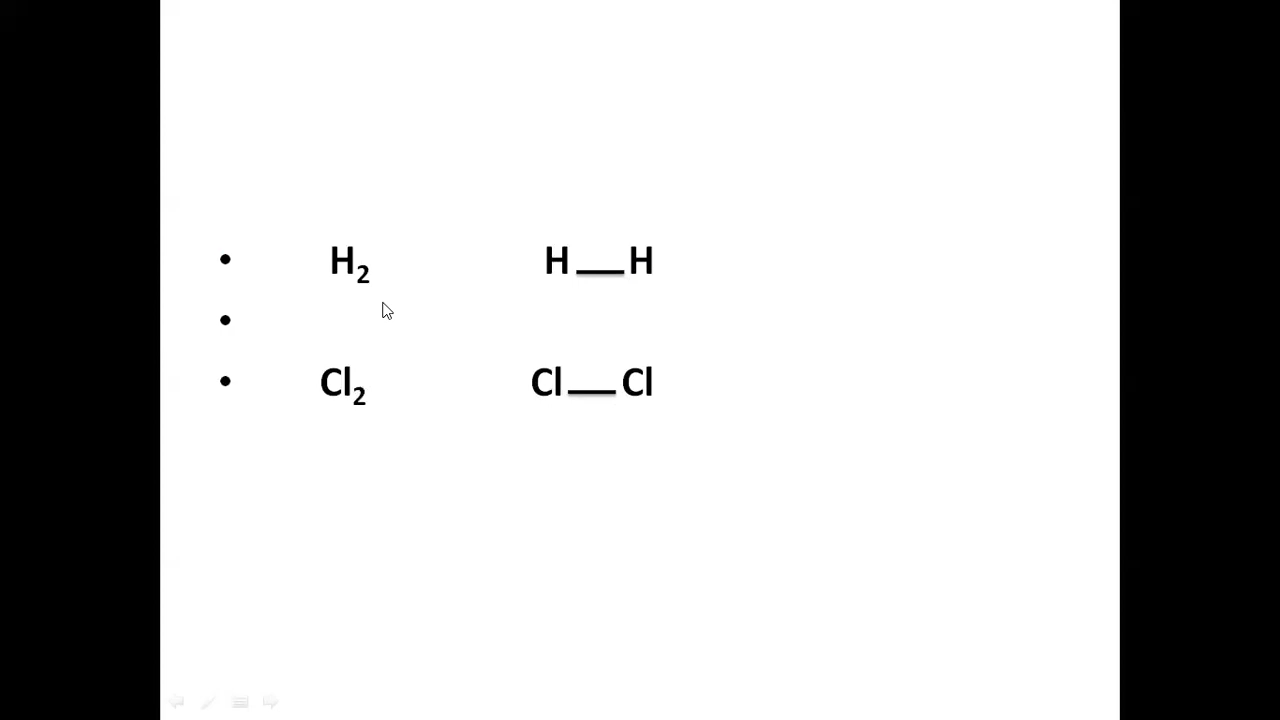 • H₂ H — H
•
• Cl₂ Cl — Cl